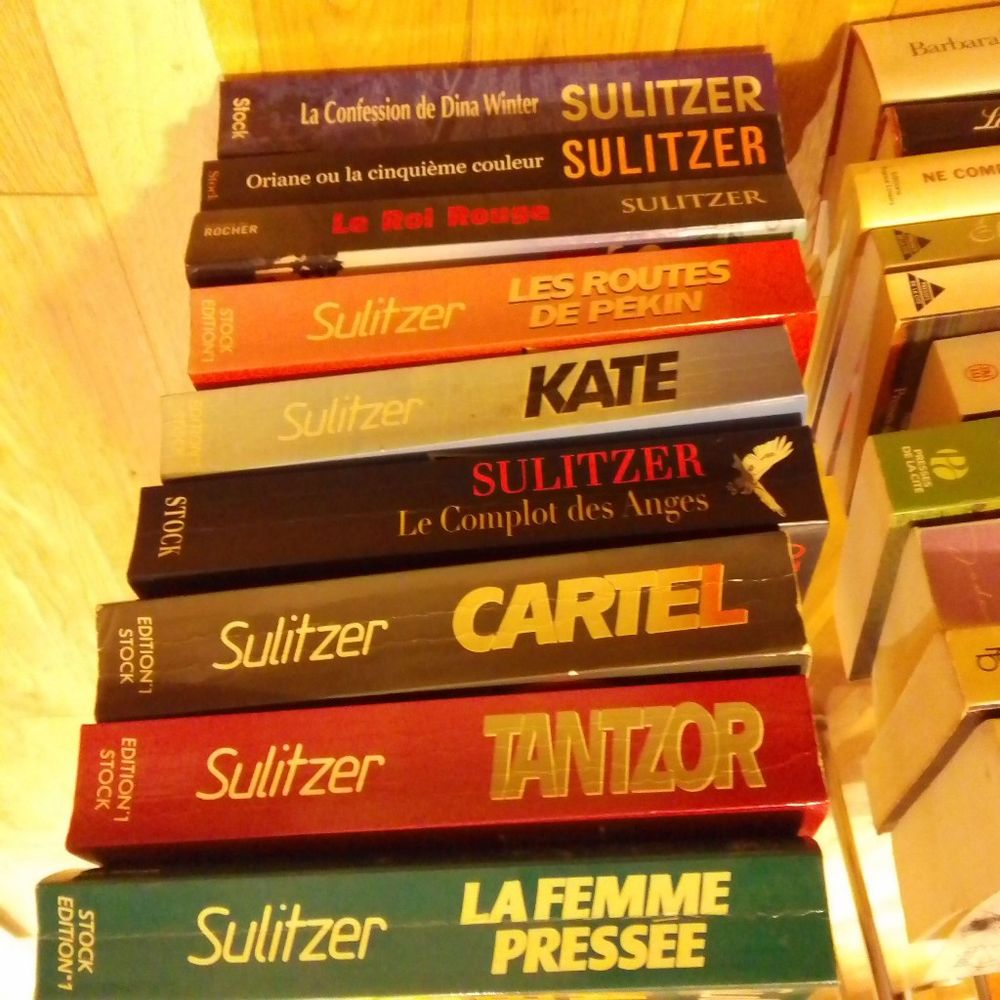 Stock
La Confession de Dina Winter
SULITZER
Stock
Oriane ou la cinquième couleur
SULITZER
ROCHER
Le Roi Rouge
SULITZER
STOCK
EDITION°1
Sulitzer
LES ROUTES
DE PEKIN
Sulitzer
KATE
STOCK
SULITZER
Le Complot des Anges
EDITION°1
STOCK
Sulitzer
CARTEL
EDITION°1
STOCK
Sulitzer
TANTZOR
STOCK
EDITION°1
Sulitzer
LA FEMME
PRESSÉE
Barbara
NE COM
PRESSES
DE LA CITÉ